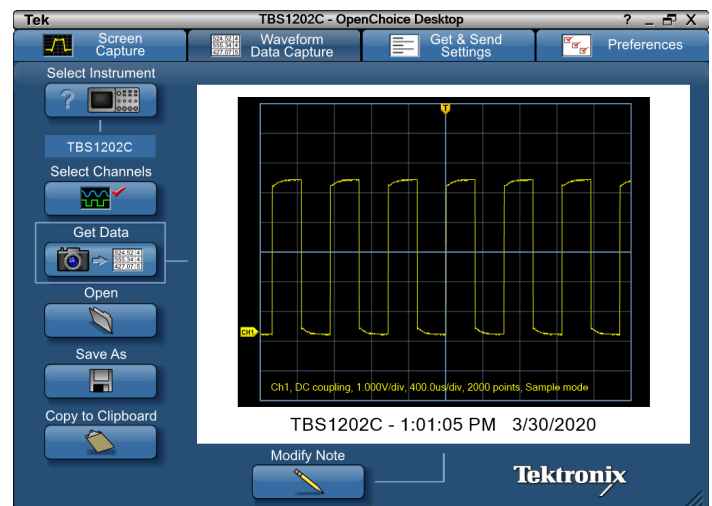 Tek
TBS1202C - OpenChoice Desktop
? _ X
Screen
Capture
Waveform
Data Capture
Get & Send
Settings
Preferences
Select Instrument
?
TBS1202C
Select Channels
Get Data
Open
Save As
Copy to Clipboard
T
CH1
Ch1, DC coupling, 1.000V/div, 400.0us/div, 2000 points, Sample mode
TBS1202C - 1:01:05 PM 3/30/2020
Modify Note
Tektronix